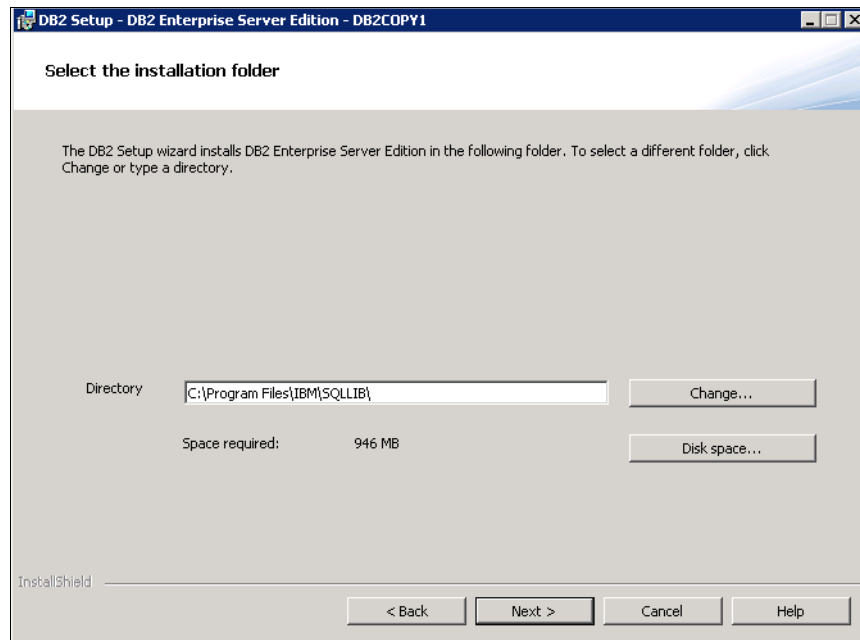 DB2 Setup - DB2 Enterprise Server Edition - DB2COPY1
Select the installation folder
The DB2 Setup wizard installs DB2 Enterprise Server Edition in the following folder. To select a different folder, click
Change or type a directory.
Directory
C:\Program Files\IBM\SQLLIB\
Change...
Space required:
946 MB
Disk space...
InstallShield
< Back
Next >
Cancel
Help